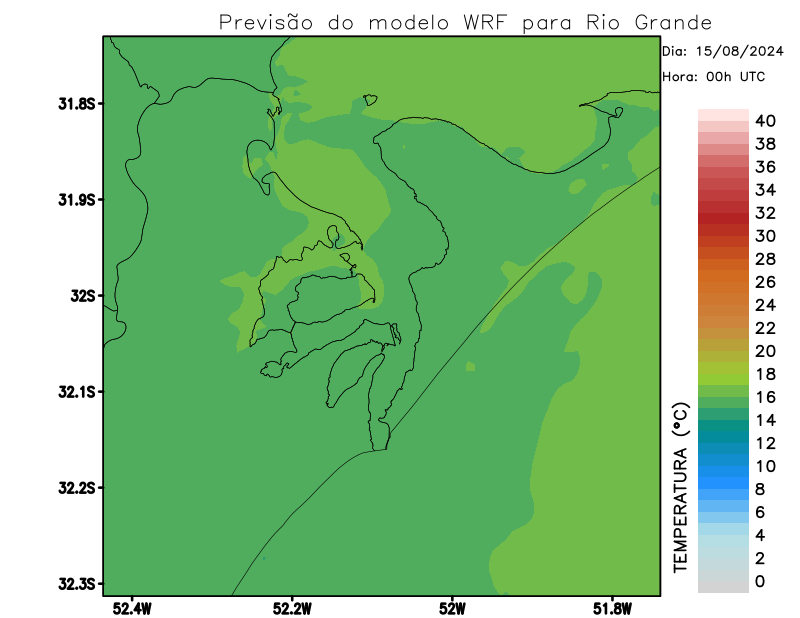 Previsão do modelo WRF para Rio Grande
Dia: 15/08/2024
Hora: 00h UTC
31.8S
31.9S
32S
32.1S
32.2S
32.3S
52.4W
52.2W
52W
51.8W
TEMPERATURA (°C)
40
38
36
34
32
30
28
26
24
22
20
18
16
14
12
10
8
6
4
2
0